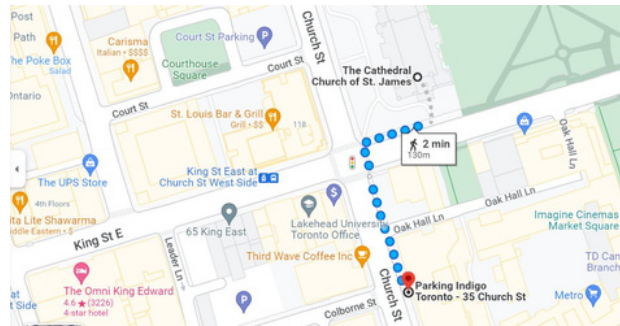 Post
Path
The Poke Box
Salad
Ontario
Carisma
Italian • $$$$
Court St Parking
Courthouse
Square
Court St
Church St
The Cathedral
Church of St. James
St. Louis Bar & Grill
Grill • $$
118
2 min
130m
King St East at
Church St West Side
The UPS Store
4th Floors
ita Lite Shawarma
iddle Eastern • $
King St E
65 King East
Leader Ln
Lakehead University
Toronto Office
Third Wave Coffee Inc
Oak Hall Ln
Oak Hall Ln
Imagine Cinemas
Market Square
TD Can
Branch
The Omni King Edward
4.6 ★ (3226)
4-star hotel
at
t Side
Colborne St
Church St
Parking Indigo
Toronto - 35 Church St
Metro